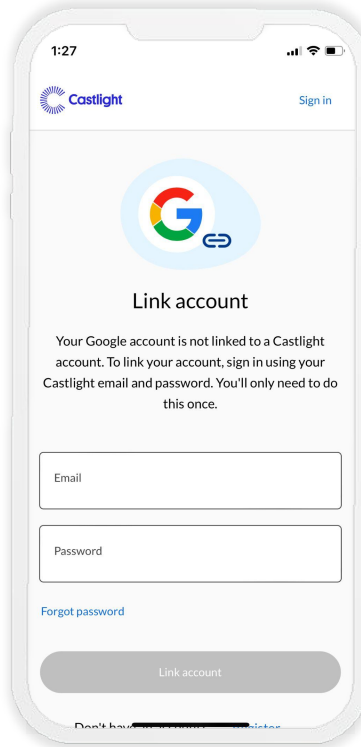 1:27
Castlight
Sign in
Link account
Your Google account is not linked to a Castlight
account. To link your account, sign in using your
Castlight email and password. You'll only need to do
this once.
Email
Password
Forgot password
Link account
Don't have